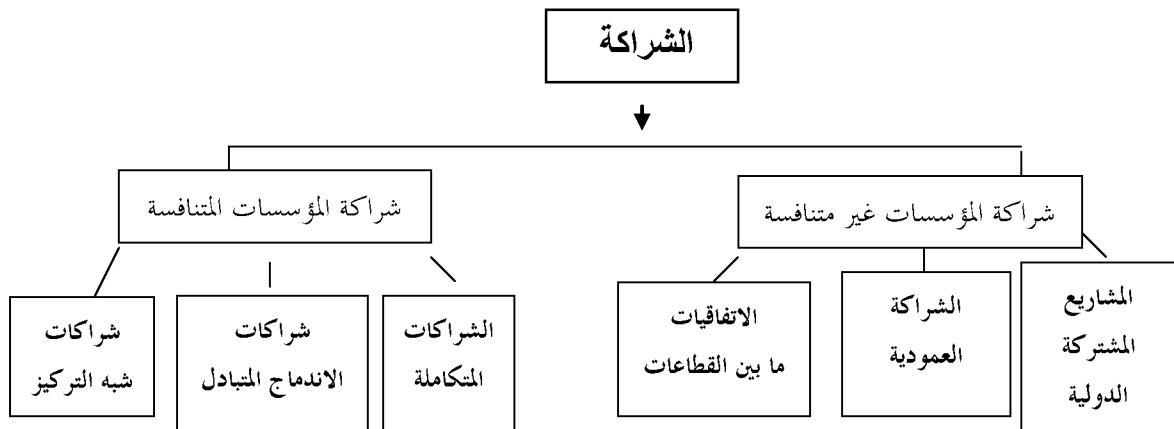 الشراكة
شراكة المؤسسات غير متنافسة
شراكة المؤسسات المتنافسة
المشاريع
المشتركة
الدولية
الشراكة
العمودية
الاتفاقيات
ما بين القطاعات
الشراكات
المتكاملة
شراكات
الاندماج المتبادل
شراكات
شبه التركيز